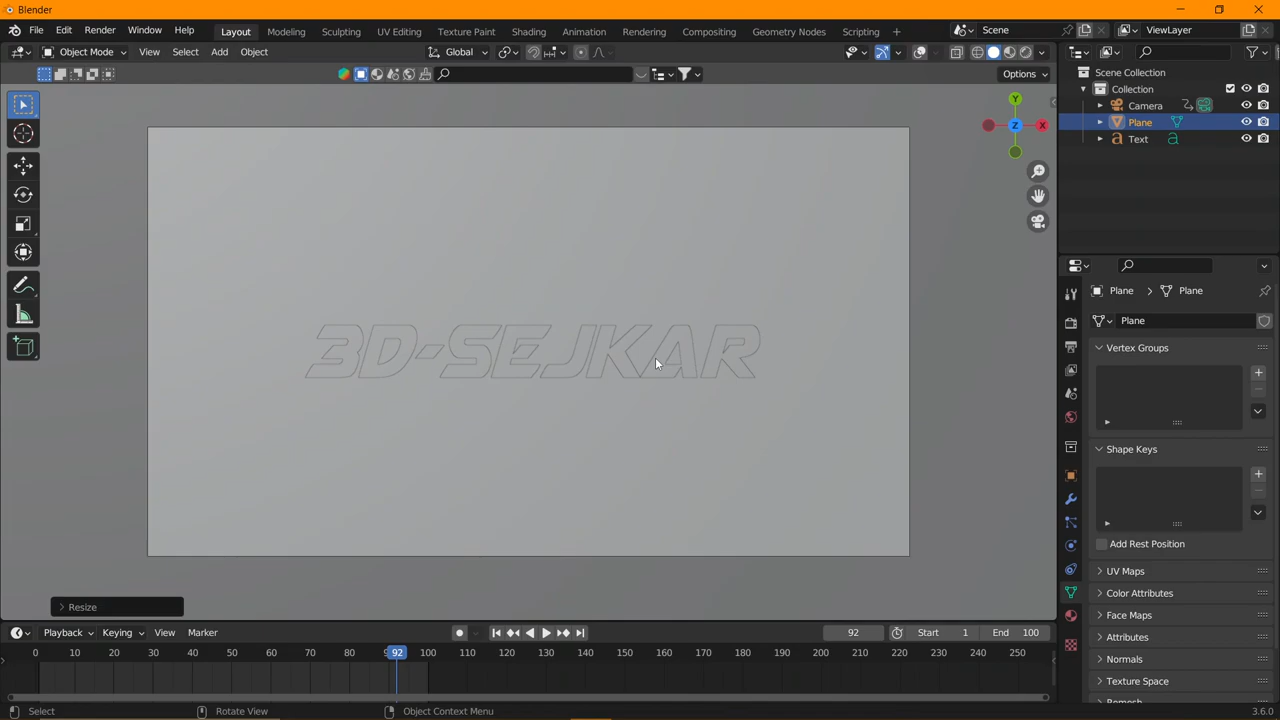 Blender
File Edit Render Window Help Layout Modeling Sculpting UV Editing Texture Paint Shading Animation Rendering Compositing Geometry Nodes Scripting + Scene ViewLayer
Object Mode View Select Add Object Global
Options
Scene Collection
Collection
Camera
Plane
Text
Y
Z X
3D-SEJKAR
Plane > Plane
Plane
Vertex Groups
Shape Keys
Add Rest Position
UV Maps
Color Attributes
Face Maps
Attributes
Normals
Texture Space
Remesh
Resize
Playback Keying View Marker 92 Start 1 End 100
0 10 20 30 40 50 60 70 80 92 100 110 120 130 140 150 160 170 180 190 200 210 220 230 240 250
Select Rotate View Object Context Menu 3.6.0